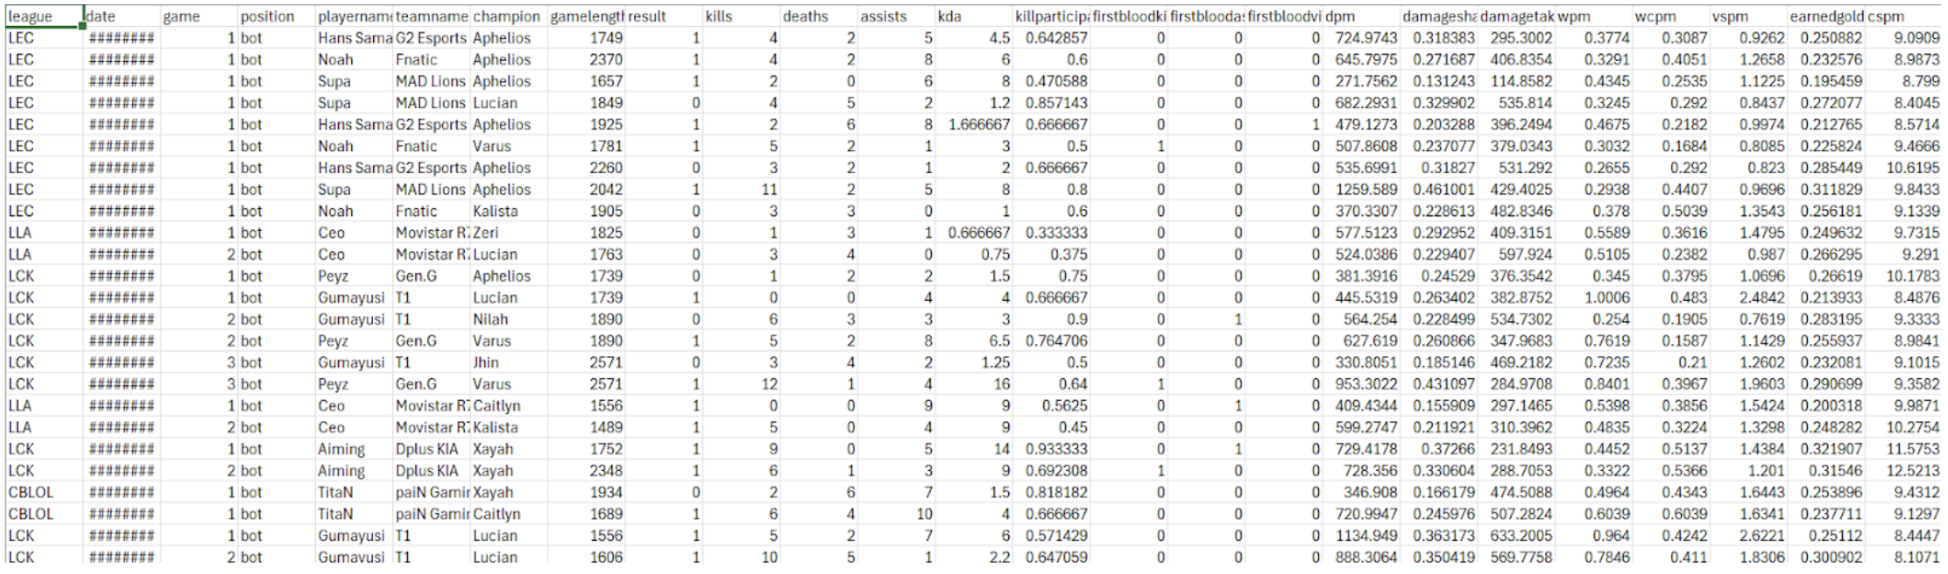 league date game position playername teamname champion gamelength result kills deaths assists kda killparticipa firstbloodki firstbloodas firstbloodvi dpm damagesha damagetak wpm wcpm vspm earnedgold cspm
LEC ######## 1 bot Hans Sama G2 Esports Aphelios 1749 1 4 2 5 4.5 0.642857 0 0 0 724.9743 0.318383 295.3002 0.3774 0.3087 0.9262 0.250882 9.0909
LEC ######## 1 bot Noah Fnatic Aphelios 2370 1 4 2 8 6 0.6 0 0 0 645.7975 0.271687 406.8354 0.3291 0.4051 1.2658 0.232576 8.9873
LEC ######## 1 bot Supa MAD Lions Aphelios 1657 1 2 0 6 8 0.470588 0 0 0 271.7562 0.131243 114.8582 0.4345 0.2535 1.1225 0.195459 8.799
LEC ######## 1 bot Supa MAD Lions Lucian 1849 0 4 5 2 1.2 0.857143 0 0 0 682.2931 0.329902 535.814 0.3245 0.292 0.8437 0.272077 8.4045
LEC ######## 1 bot Hans Sama G2 Esports Aphelios 1925 1 2 6 8 1.666667 0.666667 0 0 1 479.1273 0.203288 396.2494 0.4675 0.2182 0.9974 0.212765 8.5714
LEC ######## 1 bot Noah Fnatic Varus 1781 1 5 2 1 3 0.5 1 0 0 507.8608 0.237077 379.0343 0.3032 0.1684 0.8085 0.225824 9.4666
LEC ######## 1 bot Hans Sama G2 Esports Aphelios 2260 0 3 2 1 2 0.666667 0 0 0 535.6991 0.31827 531.292 0.2655 0.292 0.823 0.285449 10.6195
LEC ######## 1 bot Supa MAD Lions Aphelios 2042 1 11 2 5 8 0.8 0 0 0 1259.589 0.461001 429.4025 0.2938 0.4407 0.9696 0.311829 9.8433
LEC ######## 1 bot Noah Fnatic Kalista 1905 0 3 3 0 1 0.6 0 0 0 370.3307 0.228613 482.8346 0.378 0.5039 1.3543 0.256181 9.1339
LLA ######## 1 bot Ceo Movistar R7 Zeri 1825 0 1 3 1 0.666667 0.333333 0 0 0 577.5123 0.292952 409.3151 0.5589 0.3616 1.4795 0.249632 9.7315
LLA ######## 2 bot Ceo Movistar R7 Lucian 1763 0 3 4 0 0.75 0.375 0 0 0 524.0386 0.229407 597.924 0.5105 0.2382 0.987 0.266295 9.291
LCK ######## 1 bot Peyz Gen.G Aphelios 1739 0 1 2 2 1.5 0.75 0 0 0 381.3916 0.24529 376.3542 0.345 0.3795 1.0696 0.26619 10.1783
LCK ######## 1 bot Gumayusi T1 Lucian 1739 1 0 0 4 4 0.666667 0 0 0 445.5319 0.263402 382.8752 1.0006 0.483 2.4842 0.213933 8.4876
LCK ######## 2 bot Gumayusi T1 Nilah 1890 0 6 3 3 3 0.9 0 1 0 564.254 0.228499 534.7302 0.254 0.1905 0.7619 0.283195 9.3333
LCK ######## 2 bot Peyz Gen.G Varus 1890 1 5 2 8 6.5 0.764706 0 0 0 627.619 0.260866 347.9683 0.7619 0.1587 1.1429 0.255937 8.9841
LCK ######## 3 bot Gumayusi T1 Jhin 2571 0 3 4 2 1.25 0.5 0 0 0 330.8051 0.185146 469.2182 0.7235 0.21 1.2602 0.232081 9.1015
LCK ######## 3 bot Peyz Gen.G Varus 2571 1 12 1 4 16 0.64 1 0 0 953.3022 0.431097 284.9708 0.8401 0.3967 1.9603 0.290699 9.3582
LLA ######## 1 bot Ceo Movistar R7 Caitlyn 1556 1 0 0 9 9 0.5625 0 1 0 409.4344 0.155909 297.1465 0.5398 0.3856 1.5424 0.200318 9.9871
LLA ######## 2 bot Ceo Movistar R7 Kalista 1489 1 5 0 4 9 0.45 0 0 0 599.2747 0.211921 310.3962 0.4835 0.3224 1.3298 0.248282 10.2754
LCK ######## 1 bot Aiming Dplus KIA Xayah 1752 1 9 0 5 14 0.933333 0 1 0 729.4178 0.37266 231.8493 0.4452 0.5137 1.4384 0.321907 11.5753
LCK ######## 2 bot Aiming Dplus KIA Xayah 2348 1 6 1 3 9 0.692308 1 0 0 728.356 0.330604 288.7053 0.3322 0.5366 1.201 0.31546 12.5213
CBLOL ######## 1 bot TitaN paiN Gamin Xayah 1934 0 2 6 7 1.5 0.818182 0 0 0 346.908 0.166179 474.5088 0.4964 0.4343 1.6443 0.253896 9.4312
CBLOL ######## 1 bot TitaN paiN Gamin Caitlyn 1689 1 6 4 10 4 0.666667 0 0 0 720.9947 0.245976 507.2824 0.6039 0.6039 1.6341 0.237711 9.1297
LCK ######## 1 bot Gumayusi T1 Lucian 1556 1 5 2 7 6 0.571429 0 0 0 1134.949 0.363173 633.2005 0.964 0.4242 2.6221 0.25112 8.4447
LCK ######## 2 bot Gumayusi T1 Lucian 1606 1 10 5 1 2.2 0.647059 0 0 0 888.3064 0.350419 569.7758 0.7846 0.411 1.8306 0.300902 8.1071